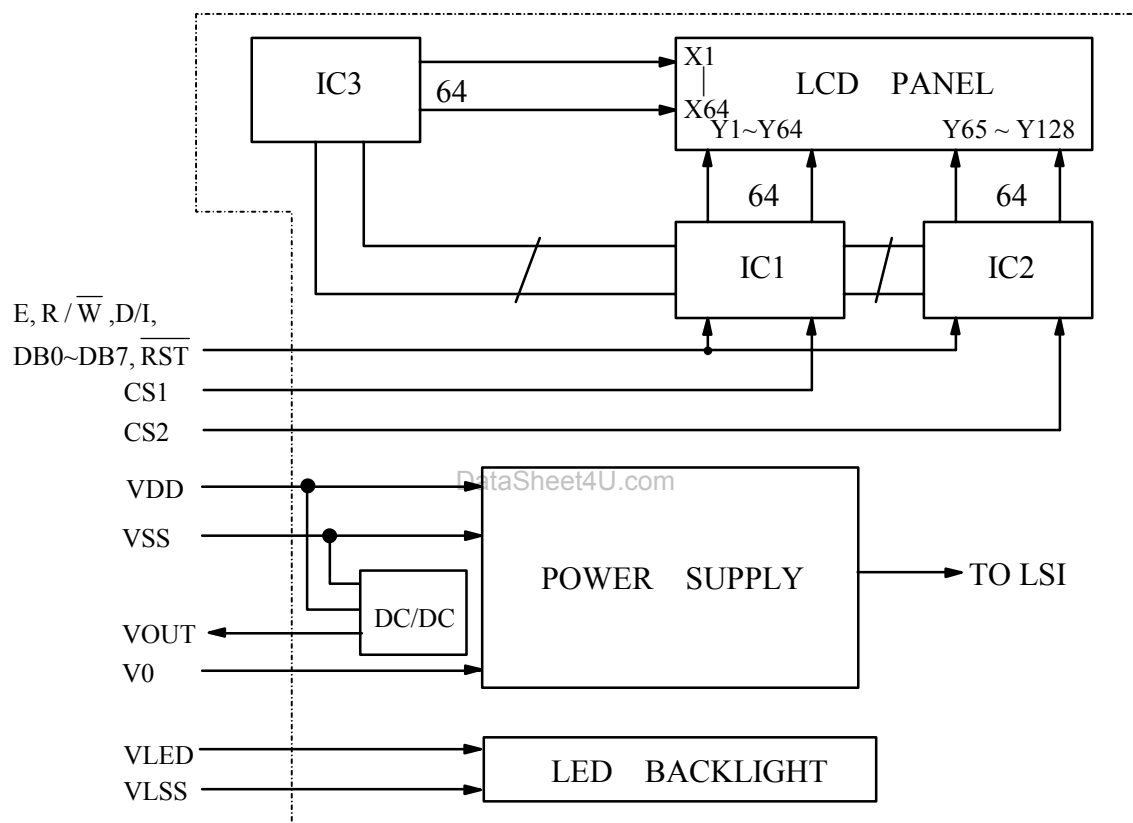 IC3
64
X1
X64
LCD PANEL
Y1~Y64
Y65 ~ Y128
64
64
IC1
IC2
E, R / W̅ ,D/I,
DB0~DB7, R̅S̅T̅
CS1
CS2
VDD
VSS
VOUT
V0
DataSheet4U.com
POWER SUPPLY
DC/DC
TO LSI
VLED
VLSS
LED BACKLIGHT